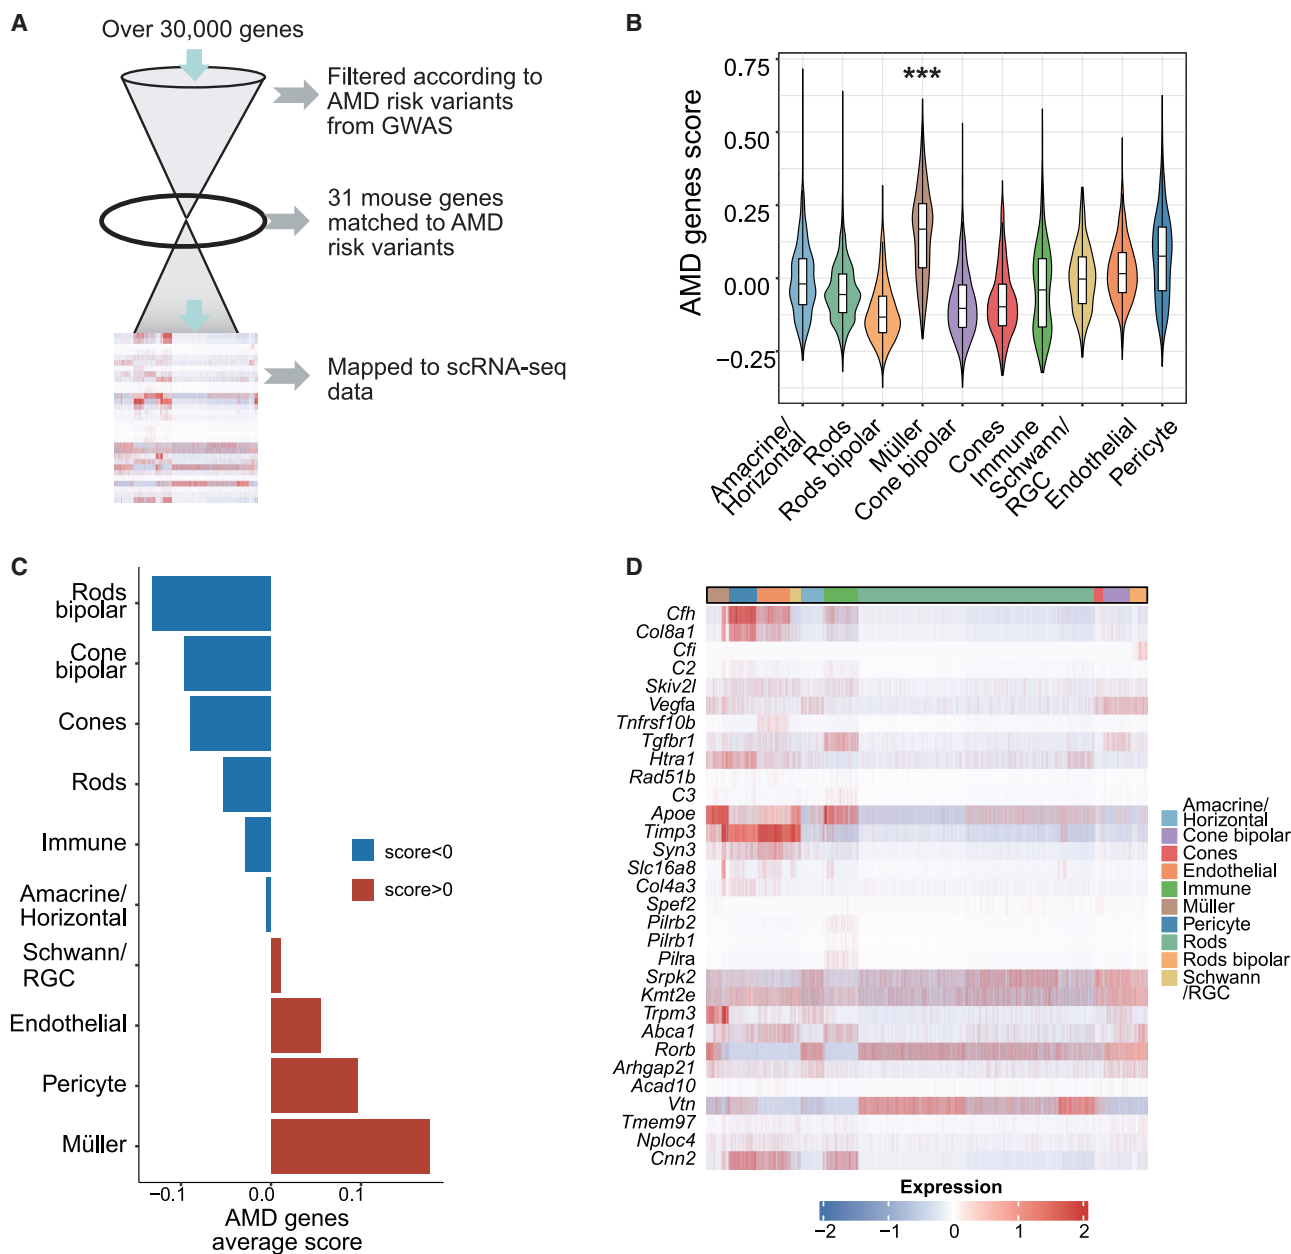 A
Over 30,000 genes
Filtered according to
AMD risk variants
from GWAS
31 mouse genes
matched to AMD
risk variants
Mapped to scRNA-seq
data
B
AMD genes score
0.75
0.50
0.25
0.00
−0.25
***
Amacrine/
Horizontal
Rods
Rods bipolar
Müller
Cone bipolar
Cones
Immune
Schwann/
RGC
Endothelial
Pericyte
C
Rods
bipolar
Cone
bipolar
Cones
Rods
Immune
Amacrine/
Horizontal
Schwann/
RGC
Endothelial
Pericyte
Müller
score<0
score>0
−0.1
0.0
0.1
AMD genes
average score
D
Cfh
Col8a1
Cfi
C2
Skiv2l
Vegfa
Tnfrsf10b
Tgfbr1
Htra1
Rad51b
C3
Apoe
Timp3
Syn3
Slc16a8
Col4a3
Spef2
Pilrb2
Pilrb1
Pilra
Srpk2
Kmt2e
Trpm3
Abca1
Rorb
Arhgap21
Acad10
Vtn
Tmem97
Nploc4
Cnn2
Amacrine/
Horizontal
Cone bipolar
Cones
Endothelial
Immune
Müller
Pericyte
Rods
Rods bipolar
Schwann
/RGC
Expression
−2
−1
0
1
2